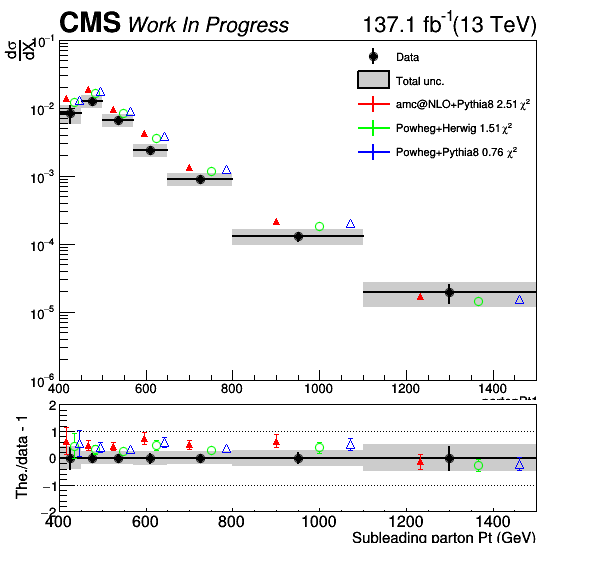 CMS Work In Progress 137.1 fb⁻¹(13 TeV)
dσ
dX
10⁻¹
10⁻²
10⁻³
10⁻⁴
10⁻⁵
10⁻⁶
Data
Total unc.
amc@NLO+Pythia8 2.51 χ²
Powheg+Herwig 1.51 χ²
Powheg+Pythia8 0.76 χ²
400 600 800 1000 1200 1400
The./data - 1
2
1
0
−1
−2
400 600 800 1000 1200 1400
Subleading parton Pt (GeV)